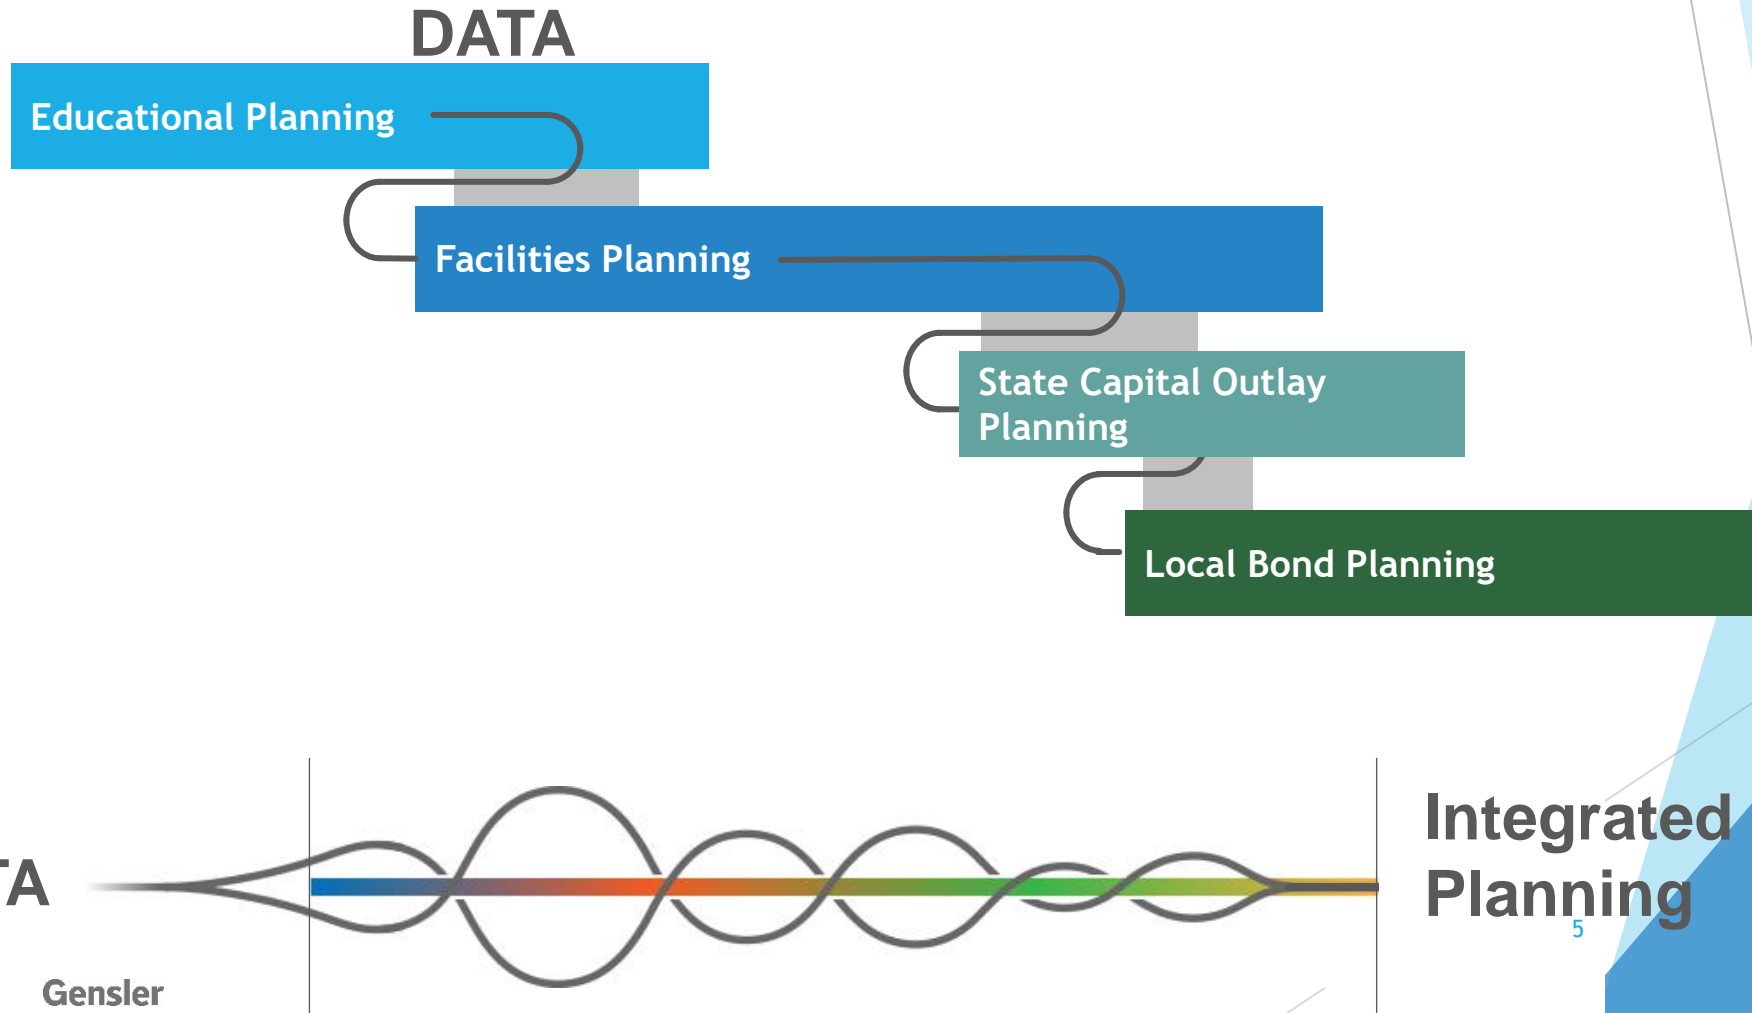 DATA
Educational Planning
Facilities Planning
State Capital Outlay
Planning
Local Bond Planning
TA
Integrated
Planning
5
Gensler